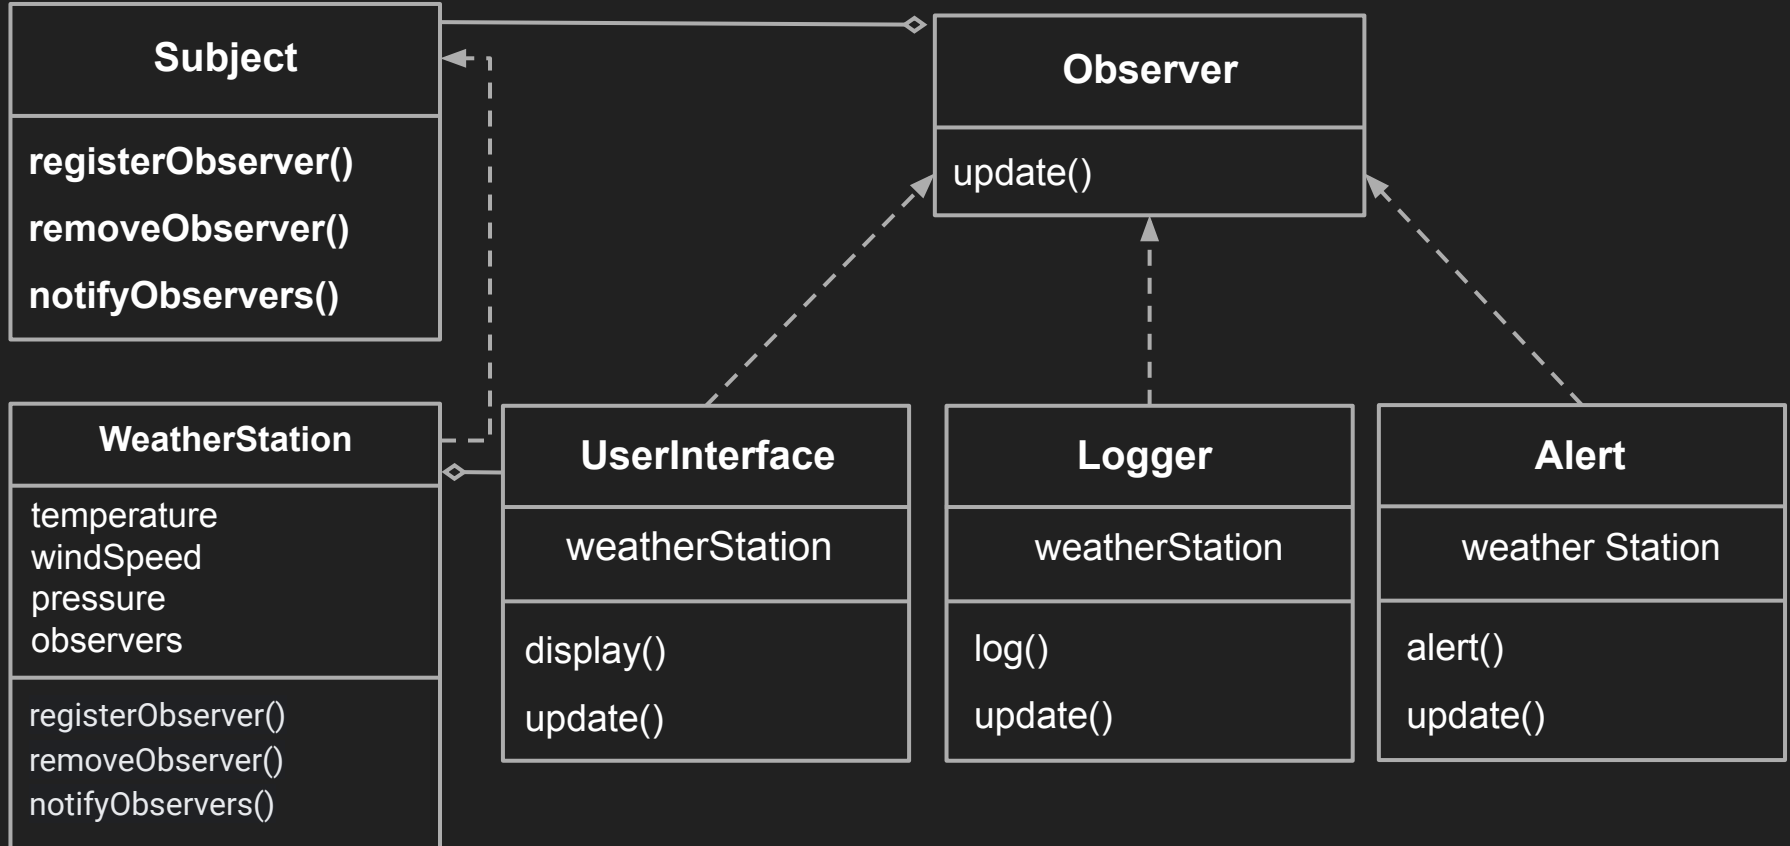 Subject
registerObserver()
removeObserver()
notifyObservers()
Observer
update()
WeatherStation
temperature
windSpeed
pressure
observers
registerObserver()
removeObserver()
notifyObservers()
UserInterface
weatherStation
display()
update()
Logger
weatherStation
log()
update()
Alert
weather Station
alert()
update()